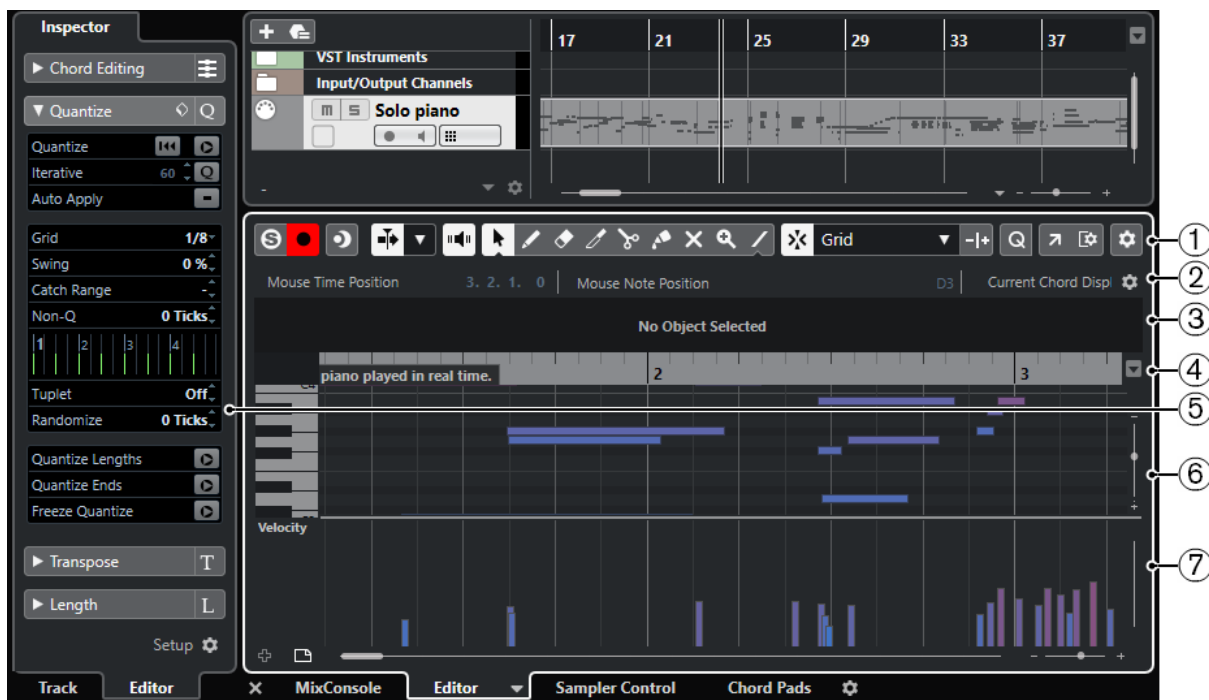 Inspector
Chord Editing
Quantize Q
Quantize
Iterative 60 Q
Auto Apply
Grid 1/8
Swing 0 %
Catch Range -
Non-Q 0 Ticks
1 2 3 4
Tuplet Off
Randomize 0 Ticks
Quantize Lengths
Quantize Ends
Freeze Quantize
Transpose T
Length L
Setup
Track Editor
17 21 25 29 33 37
VST Instruments
Input/Output Channels
m S Solo piano
-
S Grid Q
Mouse Time Position 3. 2. 1. 0 Mouse Note Position D3 Current Chord Displ
No Object Selected
piano played in real time. 2 3
C4
Velocity
MixConsole Editor Sampler Control Chord Pads
1
2
3
4
5
6
7